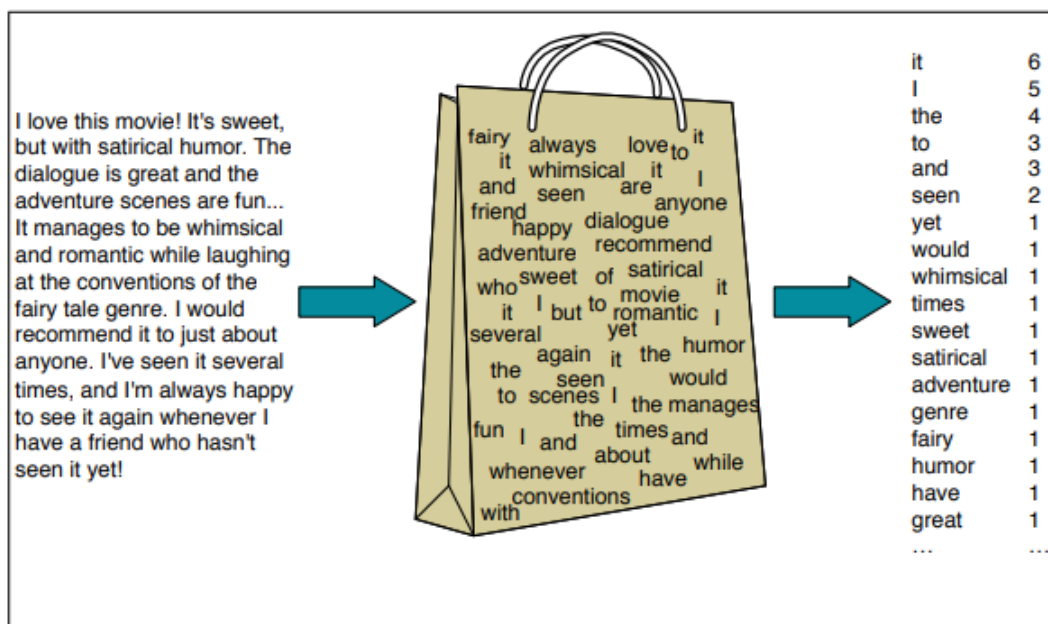 I love this movie! It's sweet,
but with satirical humor. The
dialogue is great and the
adventure scenes are fun...
It manages to be whimsical
and romantic while laughing
at the conventions of the
fairy tale genre. I would
recommend it to just about
anyone. I've seen it several
times, and I'm always happy
to see it again whenever I
have a friend who hasn't
seen it yet!
fairy always love to it
it whimsical it I
and seen are anyone
friend happy dialogue
adventure recommend
who sweet of satirical it
it I but to movie romantic I
several yet
again it the humor
the seen would
to scenes I the manages
the
fun I and times and
about
whenever have while
conventions
with
it 6
I 5
the 4
to 3
and 3
seen 2
yet 1
would 1
whimsical 1
times 1
sweet 1
satirical 1
adventure 1
genre 1
fairy 1
humor 1
have 1
great 1
... ...